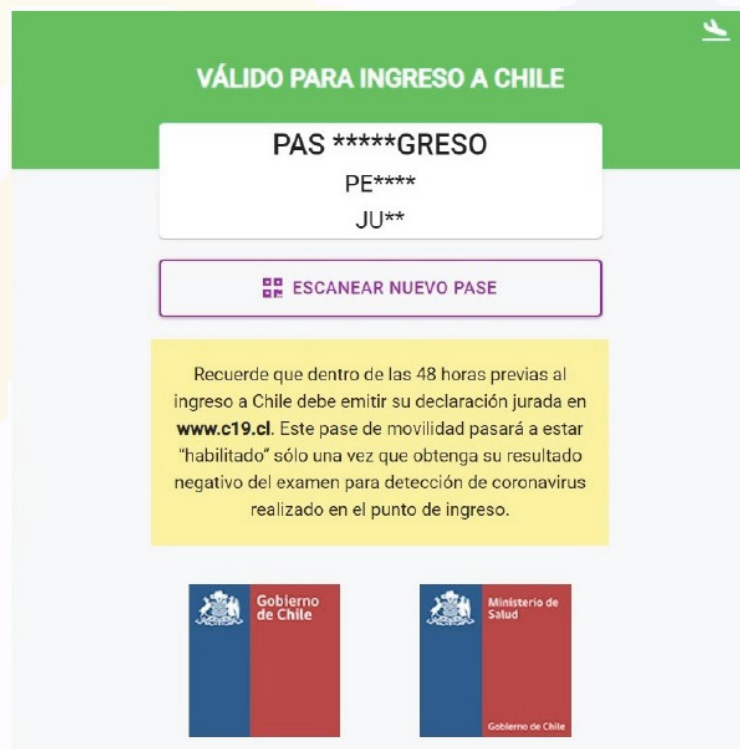 VÁLIDO PARA INGRESO A CHILE
PAS *****GRESO
PE****
JU**
ESCANEAR NUEVO PASE
Recuerde que dentro de las 48 horas previas al
ingreso a Chile debe emitir su declaración jurada en
www.c19.cl. Este pase de movilidad pasará a estar
"habilitado" sólo una vez que obtenga su resultado
negativo del examen para detección de coronavirus
realizado en el punto de ingreso.
Gobierno
de Chile
Ministerio de
Salud
Gobierno de Chile